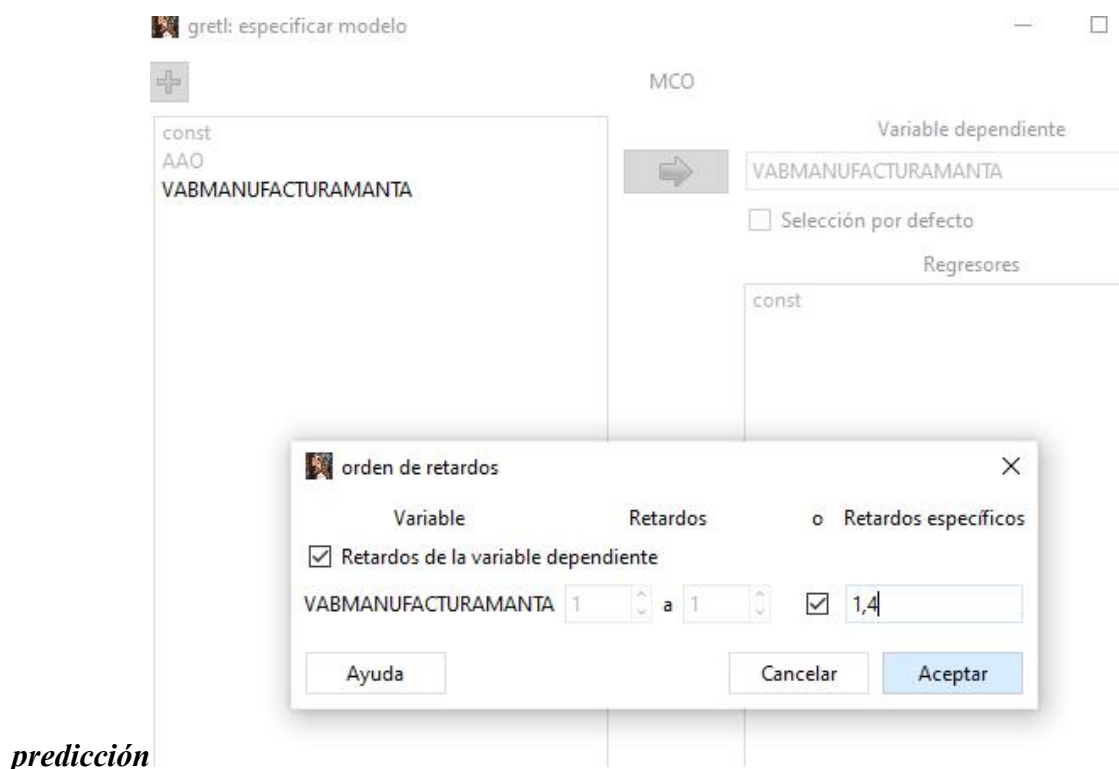 gretl: especificar modelo
MCO
const
AAO
VABMANUFACTURAMANTA
Variable dependiente
VABMANUFACTURAMANTA
Selección por defecto
Regresores
const
orden de retardos
Variable Retardos o Retardos específicos
Retardos de la variable dependiente
VABMANUFACTURAMANTA 1 a 1 1,4
Ayuda Cancelar Aceptar
predicción